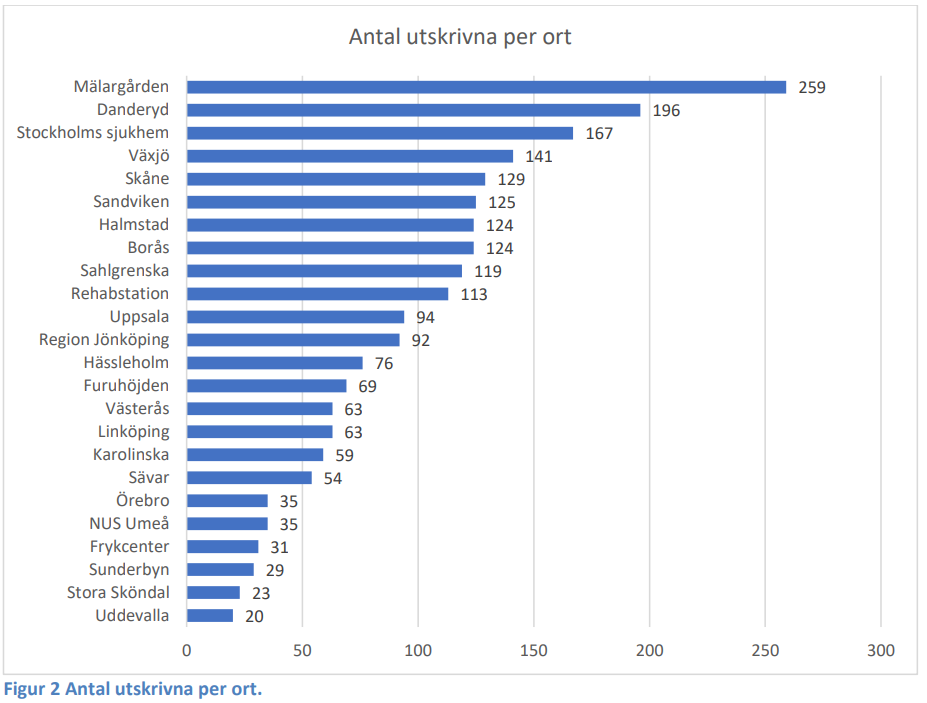 Antal utskrivna per ort
Mälargården 259
Danderyd 196
Stockholms sjukhem 167
Växjö 141
Skåne 129
Sandviken 125
Halmstad 124
Borås 124
Sahlgrenska 119
Rehabstation 113
Uppsala 94
Region Jönköping 92
Hässleholm 76
Furuhöjden 69
Västerås 63
Linköping 63
Karolinska 59
Sävar 54
Örebro 35
NUS Umeå 35
Frykcenter 31
Sunderbyn 29
Stora Sköndal 23
Uddevalla 20
0 50 100 150 200 250 300
Figur 2 Antal utskrivna per ort.